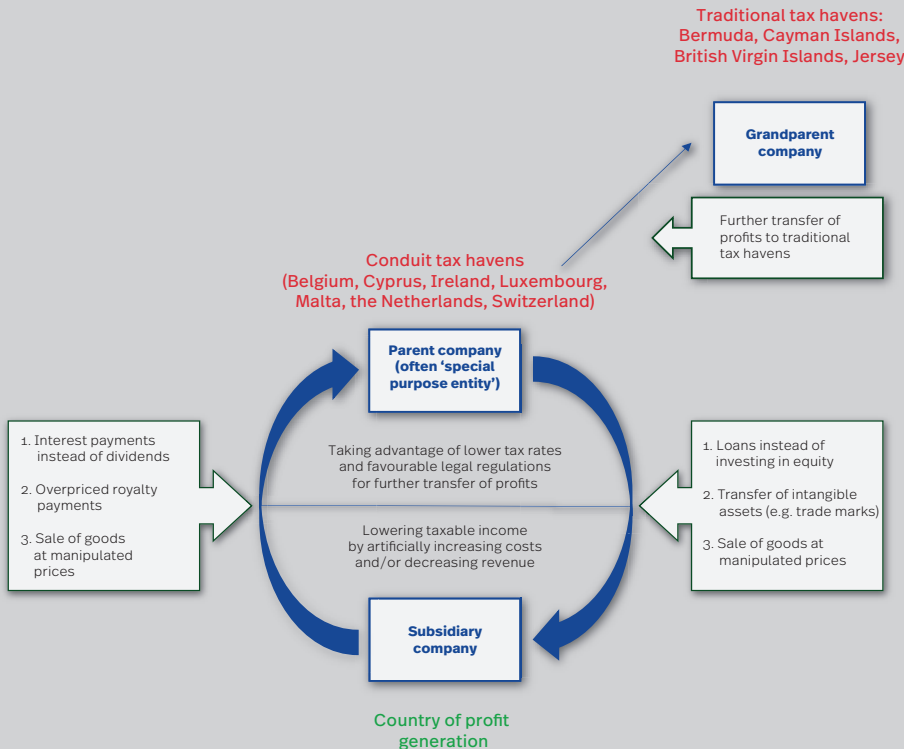 Traditional tax havens:
Bermuda, Cayman Islands,
British Virgin Islands, Jersey
Grandparent
company
Further transfer of
profits to traditional
tax havens
Conduit tax havens
(Belgium, Cyprus, Ireland, Luxembourg,
Malta, the Netherlands, Switzerland)
Parent company
(often ‘special
purpose entity’)
1. Interest payments
instead of dividends
2. Overpriced royalty
payments
3. Sale of goods
at manipulated
prices
Taking advantage of lower tax rates
and favourable legal regulations
for further transfer of profits
Lowering taxable income
by artificially increasing costs
and/or decreasing revenue
1. Loans instead of
investing in equity
2. Transfer of intangible
assets (e.g. trade marks)
3. Sale of goods at
manipulated prices
Subsidiary
company
Country of profit
generation